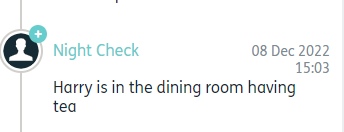 Night Check
08 Dec 2022
15:03
Harry is in the dining room having
tea